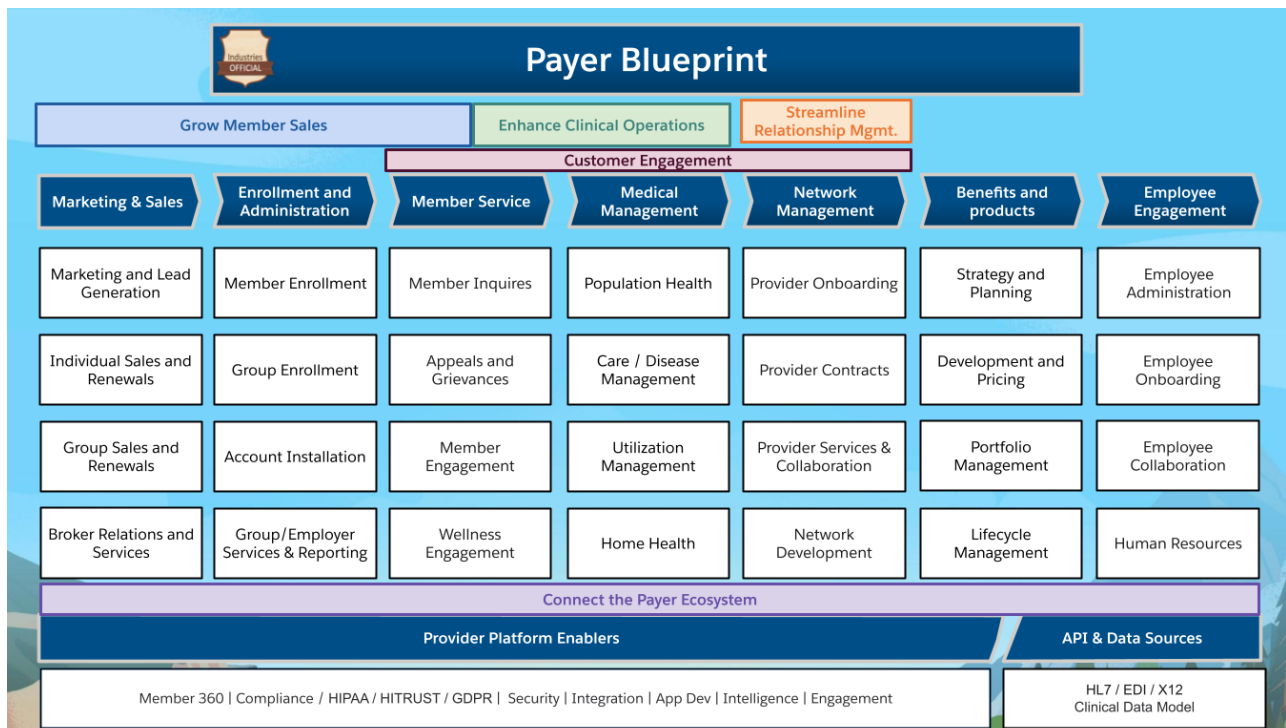 Industries
OFFICIAL
Payer Blueprint
Grow Member Sales
Enhance Clinical Operations
Streamline
Relationship Mgmt.
Customer Engagement
Marketing & Sales
Enrollment and
Administration
Member Service
Medical
Management
Network
Management
Benefits and
products
Employee
Engagement
Marketing and Lead
Generation
Member Enrollment
Member Inquires
Population Health
Provider Onboarding
Strategy and
Planning
Employee
Administration
Individual Sales and
Renewals
Group Enrollment
Appeals and
Grievances
Care / Disease
Management
Provider Contracts
Development and
Pricing
Employee
Onboarding
Group Sales and
Renewals
Account Installation
Member
Engagement
Utilization
Management
Provider Services &
Collaboration
Portfolio
Management
Employee
Collaboration
Broker Relations and
Services
Group/Employer
Services & Reporting
Wellness
Engagement
Home Health
Network
Development
Lifecycle
Management
Human Resources
Connect the Payer Ecosystem
Provider Platform Enablers
API & Data Sources
Member 360 | Compliance / HIPAA / HITRUST / GDPR | Security | Integration | App Dev | Intelligence | Engagement
HL7 / EDI / X12
Clinical Data Model